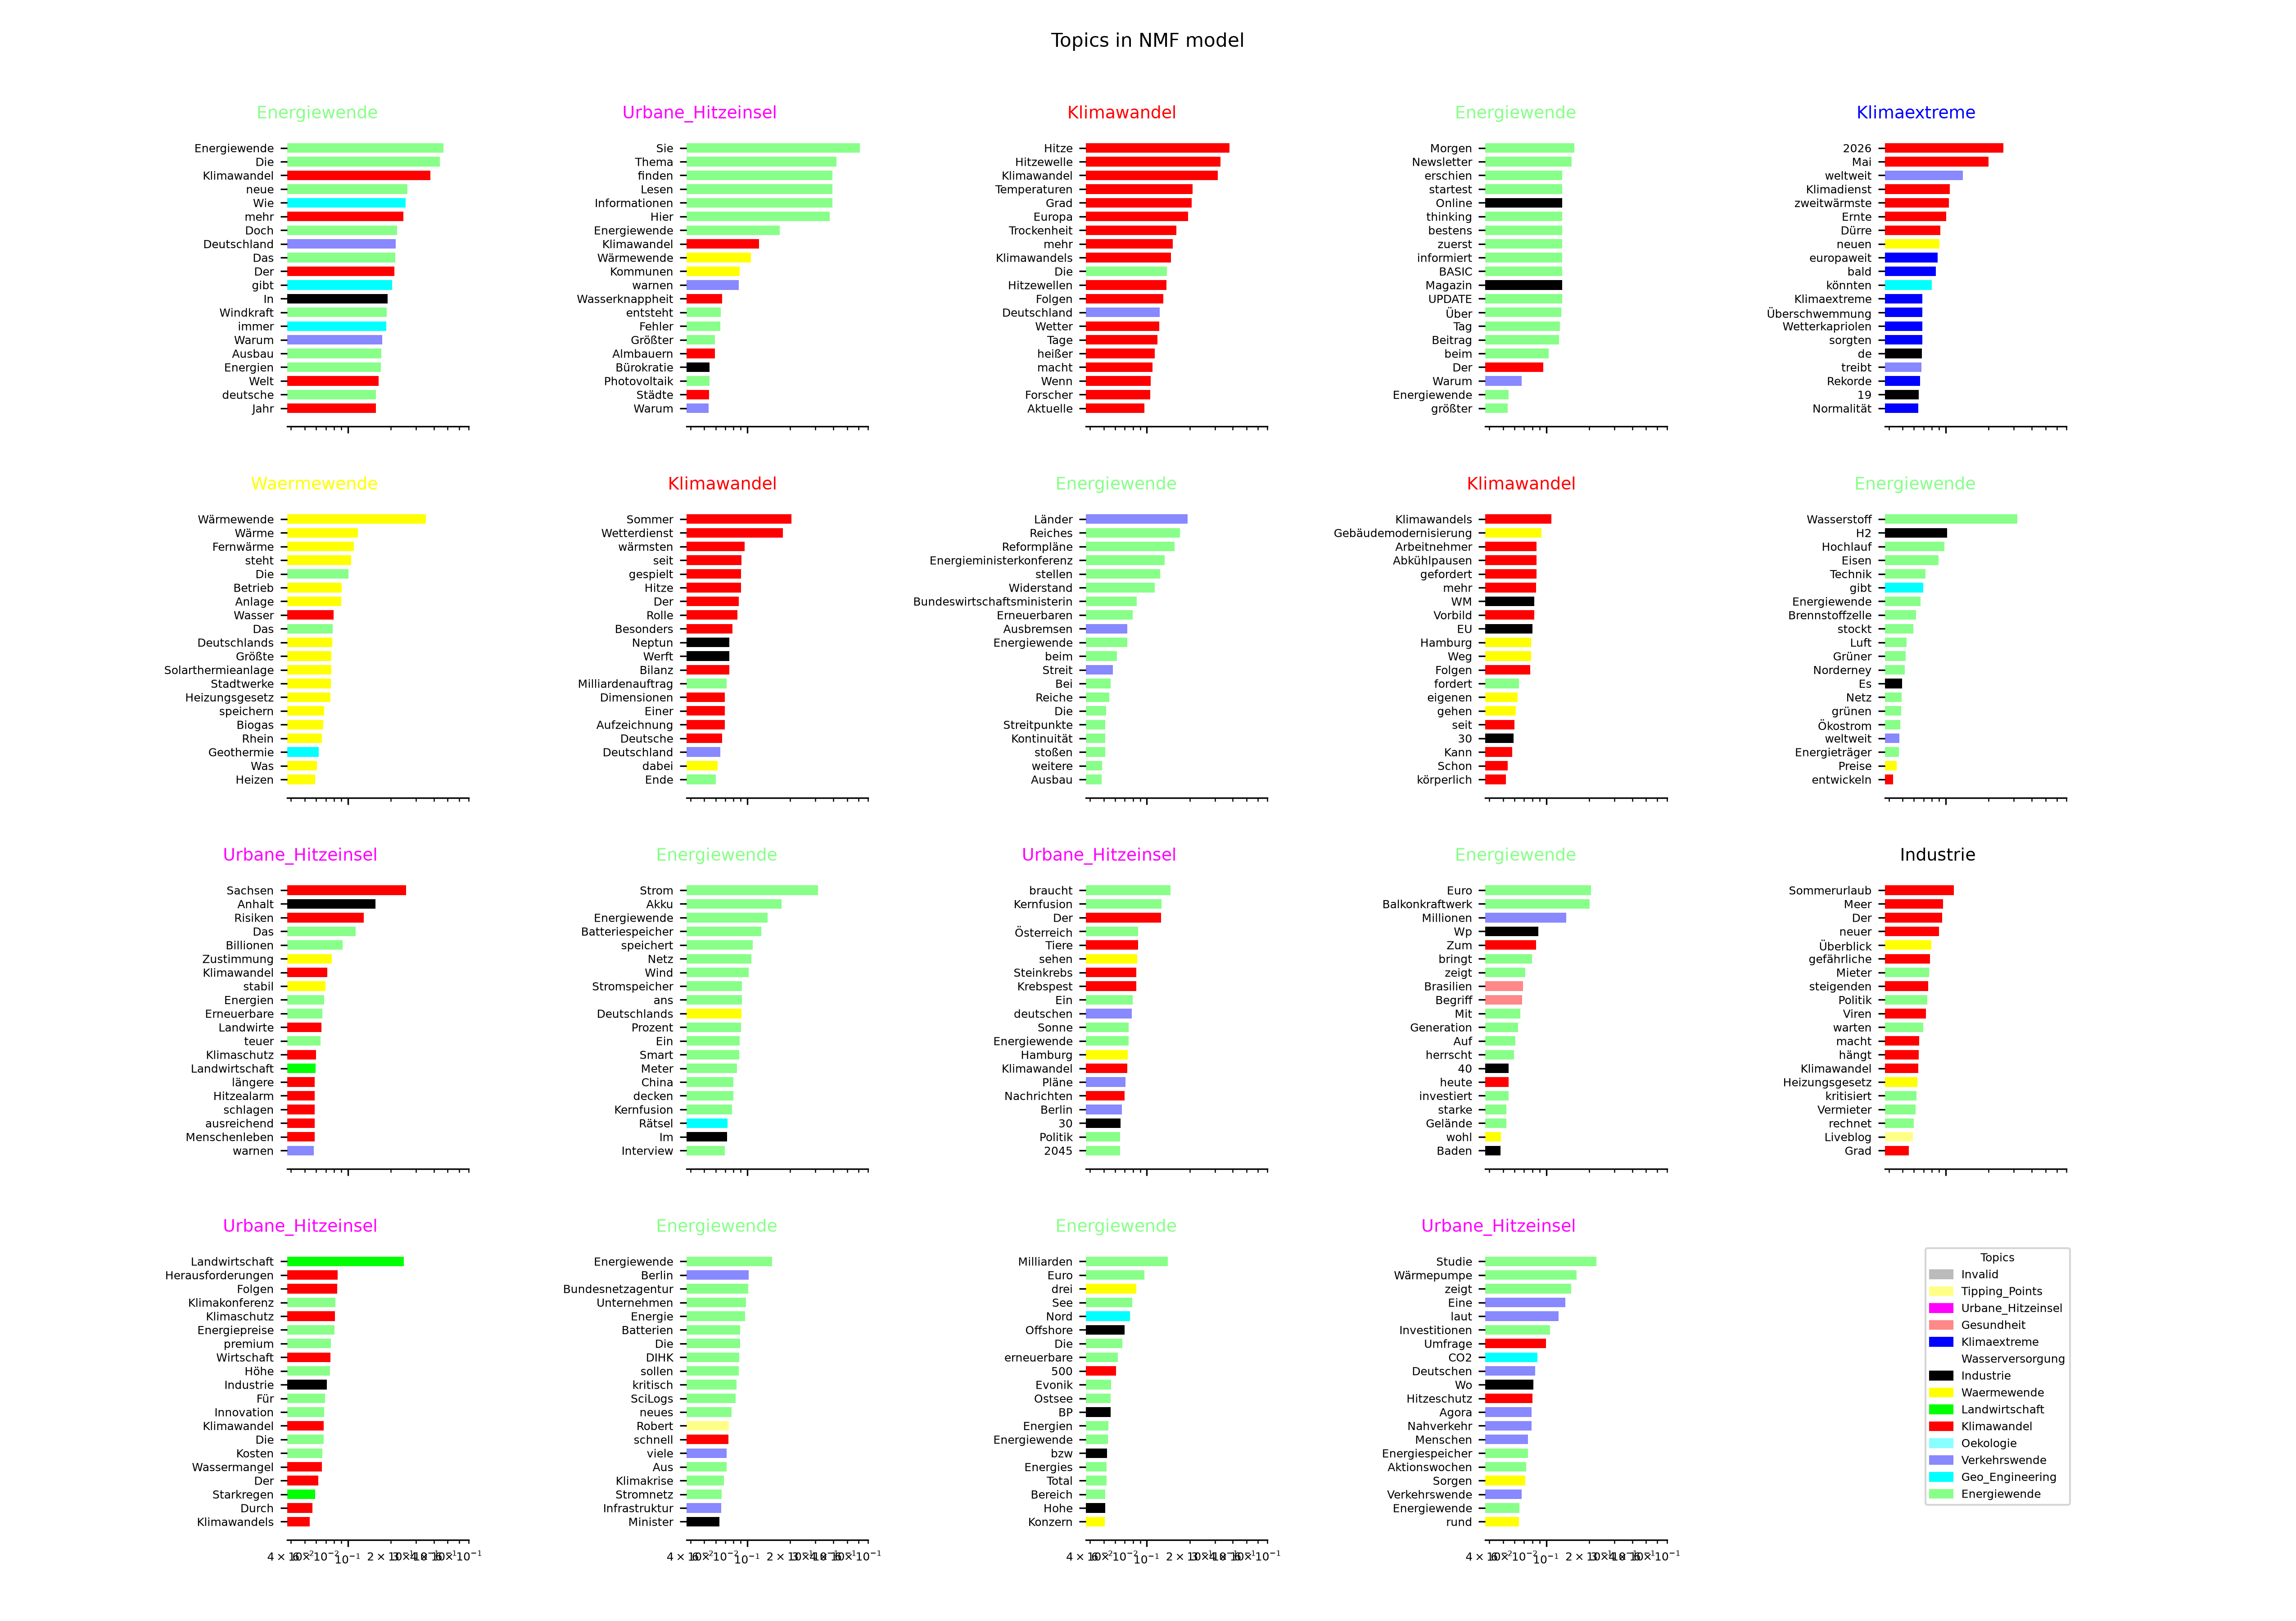 Topics in NMF model
Energiewende
Energiewende
Die
Klimawandel
neue
Wie
mehr
Doch
Deutschland
Das
Der
gibt
In
Windkraft
immer
Warum
Ausbau
Energien
Welt
deutsche
Jahr
Urbane_Hitzeinsel
Sie
Thema
finden
Lesen
Informationen
Hier
Energiewende
Klimawandel
Wärmewende
Kommunen
warnen
Wasserknappheit
entsteht
Fehler
Größter
Almbauern
Bürokratie
Photovoltaik
Städte
Warum
Klimawandel
Hitze
Hitzewelle
Klimawandel
Temperaturen
Grad
Europa
Trockenheit
mehr
Klimawandels
Die
Hitzewellen
Folgen
Deutschland
Wetter
Tage
heißer
macht
Wenn
Forscher
Aktuelle
Energiewende
Morgen
Newsletter
erschien
startest
Online
thinking
bestens
zuerst
informiert
BASIC
Magazin
UPDATE
Über
Tag
Beitrag
beim
Der
Warum
Energiewende
größter
Klimaextreme
2026
Mai
weltweit
Klimadienst
zweitwärmste
Ernte
Dürre
neuen
europaweit
bald
könnten
Klimaextreme
Überschwemmung
Wetterkapriolen
sorgten
de
treibt
Rekorde
19
Normalität
Waermewende
Wärmewende
Wärme
Fernwärme
steht
Die
Betrieb
Anlage
Wasser
Das
Deutschlands
Größte
Solarthermieanlage
Stadtwerke
Heizungsgesetz
speichern
Biogas
Rhein
Geothermie
Was
Heizen
Klimawandel
Sommer
Wetterdienst
wärmsten
seit
gespielt
Hitze
Der
Rolle
Besonders
Neptun
Werft
Bilanz
Milliardenauftrag
Dimensionen
Einer
Aufzeichnung
Deutsche
Deutschland
dabei
Ende
Energiewende
Länder
Reiches
Reformpläne
Energieministerkonferenz
stellen
Widerstand
Bundeswirtschaftsministerin
Erneuerbaren
Ausbremsen
Energiewende
beim
Streit
Bei
Reiche
Die
Streitpunkte
Kontinuität
stoßen
weitere
Ausbau
Klimawandel
Klimawandels
Gebäudemodernisierung
Arbeitnehmer
Abkühlpausen
gefordert
mehr
WM
Vorbild
EU
Hamburg
Weg
Folgen
fordert
eigenen
gehen
seit
30
Kann
Schon
körperlich
Energiewende
Wasserstoff
H2
Hochlauf
Eisen
Technik
gibt
Energiewende
Brennstoffzelle
stockt
Luft
Grüner
Norderney
Es
Netz
grünen
Ökostrom
weltweit
Energieträger
Preise
entwickeln
Urbane_Hitzeinsel
Sachsen
Anhalt
Risiken
Das
Billionen
Zustimmung
Klimawandel
stabil
Energien
Erneuerbare
Landwirte
teuer
Klimaschutz
Landwirtschaft
längere
Hitzealarm
schlagen
ausreichend
Menschenleben
warnen
Energiewende
Strom
Akku
Energiewende
Batteriespeicher
speichert
Netz
Wind
Stromspeicher
ans
Deutschlands
Prozent
Ein
Smart
Meter
China
decken
Kernfusion
Rätsel
Im
Interview
Urbane_Hitzeinsel
braucht
Kernfusion
Der
Österreich
Tiere
sehen
Steinkrebs
Krebspest
Ein
deutschen
Sonne
Energiewende
Hamburg
Klimawandel
Pläne
Nachrichten
Berlin
30
Politik
2045
Energiewende
Euro
Balkonkraftwerk
Millionen
Wp
Zum
bringt
zeigt
Brasilien
Begriff
Mit
Generation
Auf
herrscht
40
heute
investiert
starke
Gelände
wohl
Baden
Industrie
Sommerurlaub
Meer
Der
neuer
Überblick
gefährliche
Mieter
steigenden
Politik
Viren
warten
macht
hängt
Klimawandel
Heizungsgesetz
kritisiert
Vermieter
rechnet
Liveblog
Grad
Urbane_Hitzeinsel
Landwirtschaft
Herausforderungen
Folgen
Klimakonferenz
Klimaschutz
Energiepreise
premium
Wirtschaft
Höhe
Industrie
Für
Innovation
Klimawandel
Die
Kosten
Wassermangel
Der
Starkregen
Durch
Klimawandels
Energiewende
Energiewende
Berlin
Bundesnetzagentur
Unternehmen
Energie
Batterien
Die
DIHK
sollen
kritisch
SciLogs
neues
Robert
schnell
viele
Aus
Klimakrise
Stromnetz
Infrastruktur
Minister
Energiewende
Milliarden
Euro
drei
See
Nord
Offshore
Die
erneuerbare
500
Evonik
Ostsee
BP
Energien
Energiewende
bzw
Energies
Total
Bereich
Hohe
Konzern
Urbane_Hitzeinsel
Studie
Wärmepumpe
zeigt
Eine
laut
Investitionen
Umfrage
CO2
Deutschen
Wo
Hitzeschutz
Agora
Nahverkehr
Menschen
Energiespeicher
Aktionswochen
Sorgen
Verkehrswende
Energiewende
rund
Topics
Invalid
Tipping_Points
Urbane_Hitzeinsel
Gesundheit
Klimaextreme
Wasserversorgung
Industrie
Waermewende
Landwirtschaft
Klimawandel
Oekologie
Verkehrswende
Geo_Engineering
Energiewende